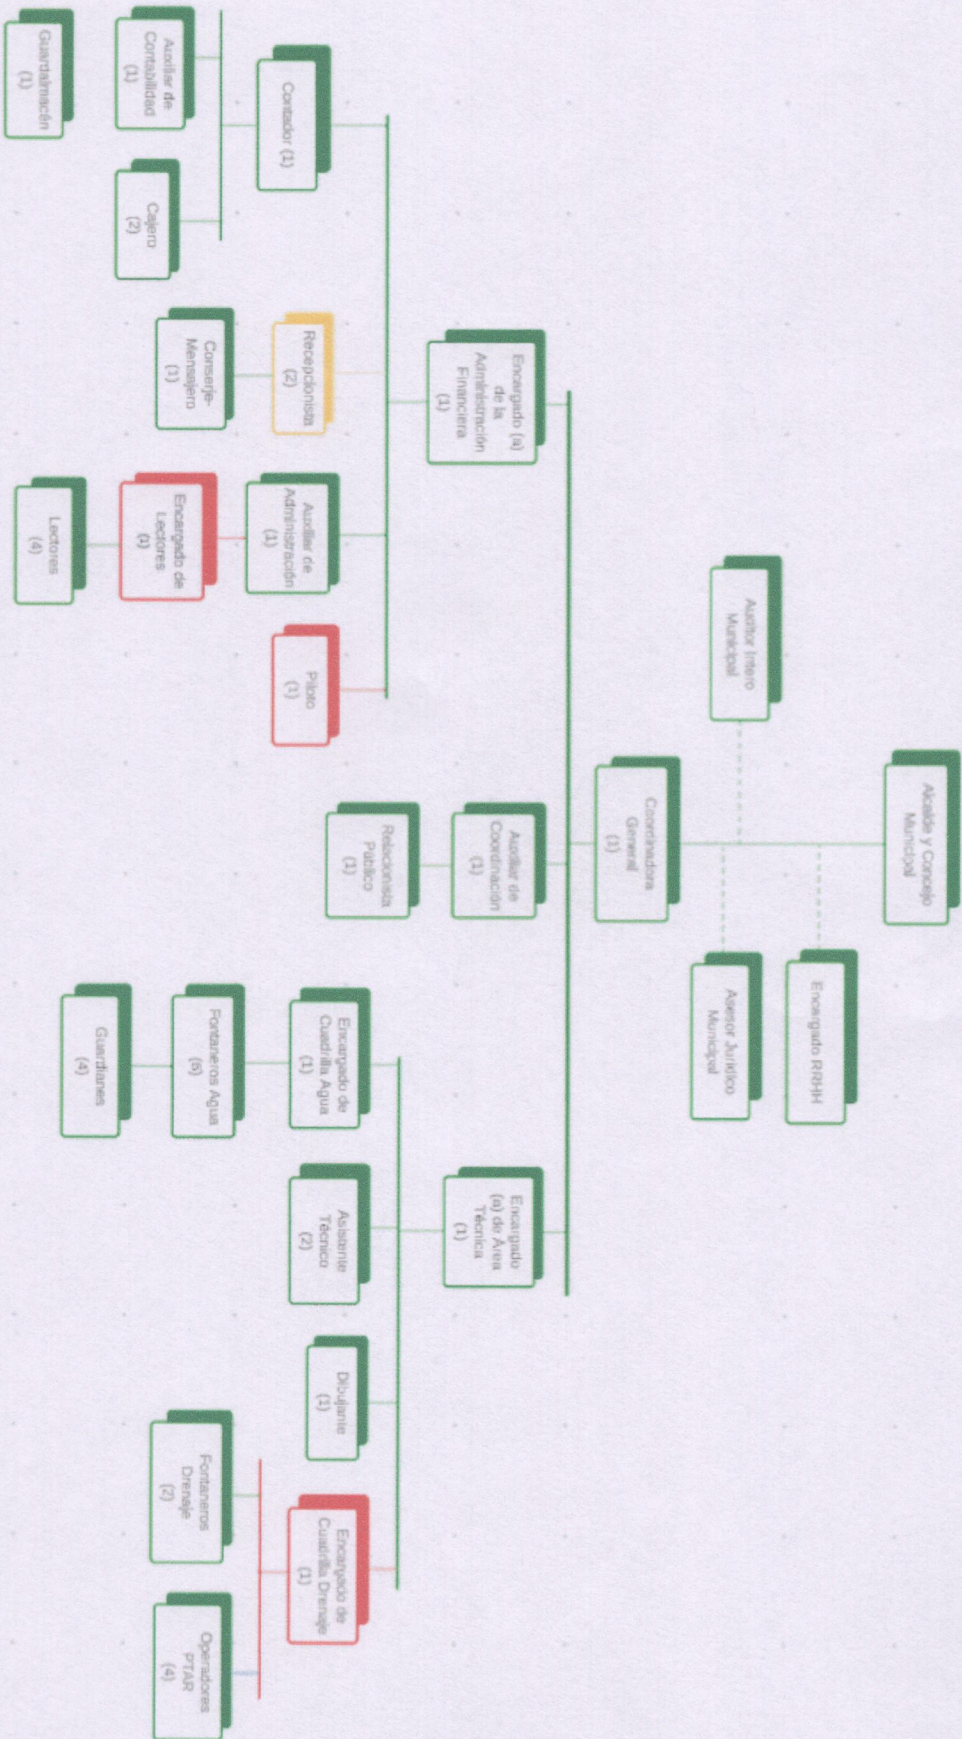 Alcalde y Concejo
Municipal
Encargado RRHH
Auditor Intero
Municipal
Asesor Jurídico
Municipal
Coordinadora
General
(1)
Encargado (a)
de la
Administración
Financiera
(1)
Auxiliar de
Coordinación
(1)
Encargado
(a) de Área
Técnica
(1)
Relacionista
Público
(1)
Contador (1)
Recepcionista
(2)
Auxiliar de
Administración
(1)
Piloto
(1)
Encargado de
Cuadrilla Agua
(1)
Asistente
Técnico
(2)
Dibujante
(1)
Encargado de
Cuadrilla Drenaje
(1)
Auxiliar de
Contabilidad
(1)
Cajero
(2)
Conserje-
Mensajero
(1)
Encargado de
Lectores
(1)
Fontaneros Agua
Fontaneros
Drenaje
(2)
Operadores
PTAR
(4)
Guardalmacén
(1)
Lectores
(4)
Guardianes
(4)